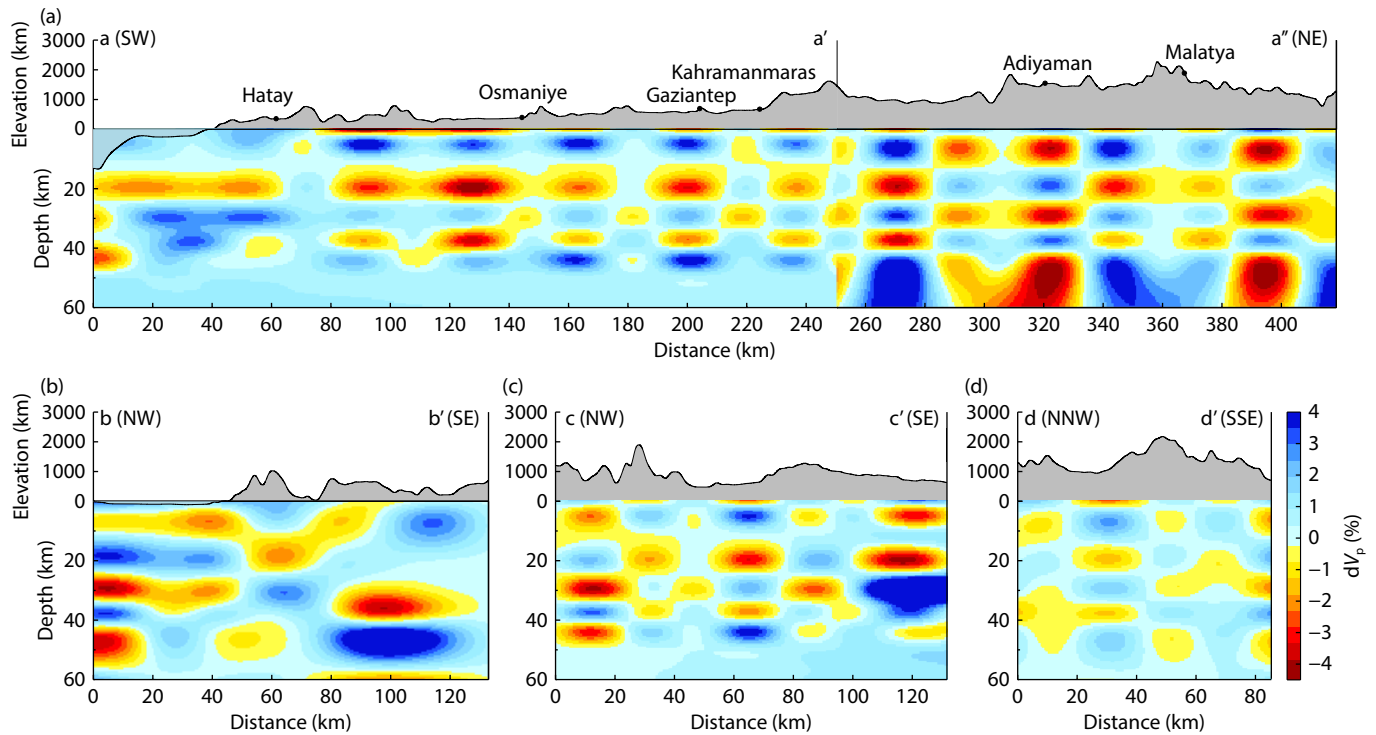 (a)
a (SW)
a′
a″ (NE)
Elevation (km)
3000
2000
1000
0
Hatay
Osmaniye
Kahramanmaras
Gaziantep
Adiyaman
Malatya
Depth (km)
20
40
60
0 20 40 60 80 100 120 140 160 180 200 220 240 260 280 300 320 340 360 380 400
Distance (km)
(b)
b (NW)
b′ (SE)
Elevation (km)
3000
2000
1000
0
Depth (km)
20
40
60
0 20 40 60 80 100 120
Distance (km)
(c)
c (NW)
c′ (SE)
3000
2000
1000
0
20
40
60
0 20 40 60 80 100 120
Distance (km)
(d)
d (NNW)
d′ (SSE)
3000
2000
1000
0
20
40
60
0 20 40 60 80
Distance (km)
4
3
2
1
0
−1
−2
−3
−4
dVp (%)